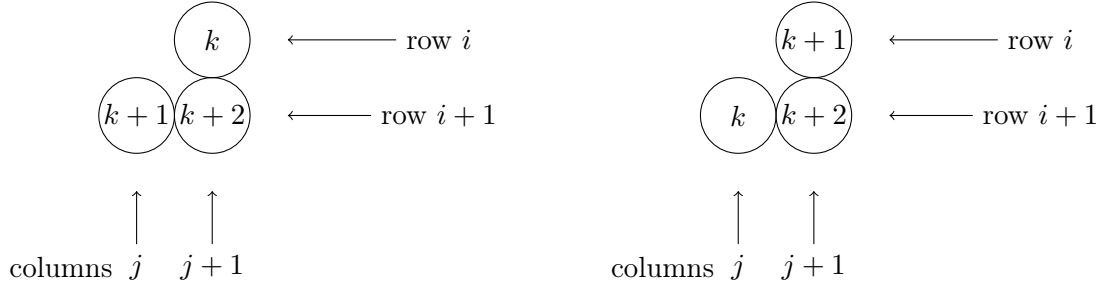 k row i k + 1 row i
k + 1 k + 2 row i + 1 k k + 2 row i + 1
columns j j + 1 columns j j + 1